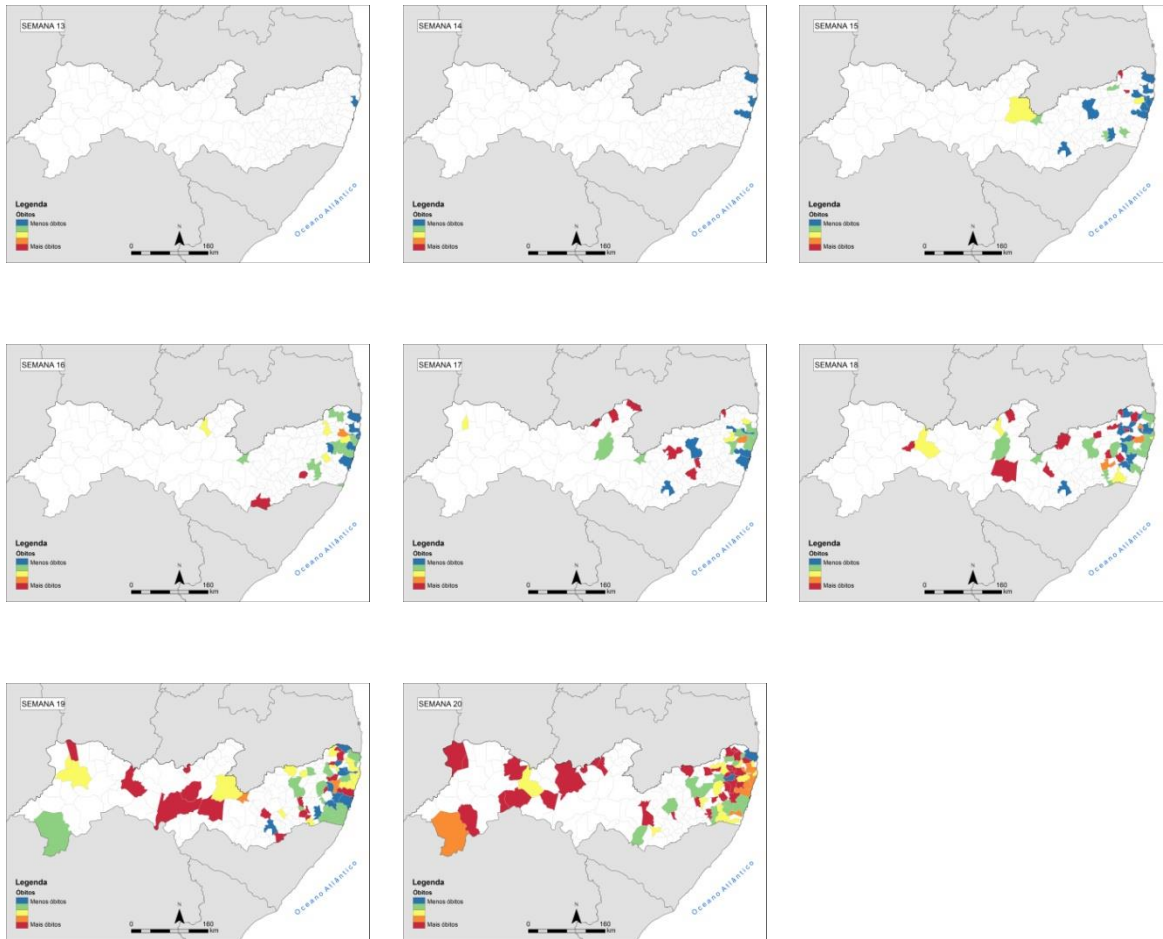 SEMANA 13
Oceano Atlântico
Legenda
Óbitos
Menos óbitos
Mais óbitos
N
0 160
km
SEMANA 14
Oceano Atlântico
Legenda
Óbitos
Menos óbitos
Mais óbitos
N
0 160
km
SEMANA 15
Oceano Atlântico
Legenda
Óbitos
Menos óbitos
Mais óbitos
N
0 160
km
SEMANA 16
Oceano Atlântico
Legenda
Óbitos
Menos óbitos
Mais óbitos
N
0 160
km
SEMANA 17
Oceano Atlântico
Legenda
Óbitos
Menos óbitos
Mais óbitos
N
0 160
km
SEMANA 18
Oceano Atlântico
Legenda
Óbitos
Menos óbitos
Mais óbitos
N
0 160
km
SEMANA 19
Oceano Atlântico
Legenda
Óbitos
Menos óbitos
Mais óbitos
N
0 160
km
SEMANA 20
Oceano Atlântico
Legenda
Óbitos
Menos óbitos
Mais óbitos
N
0 160
km